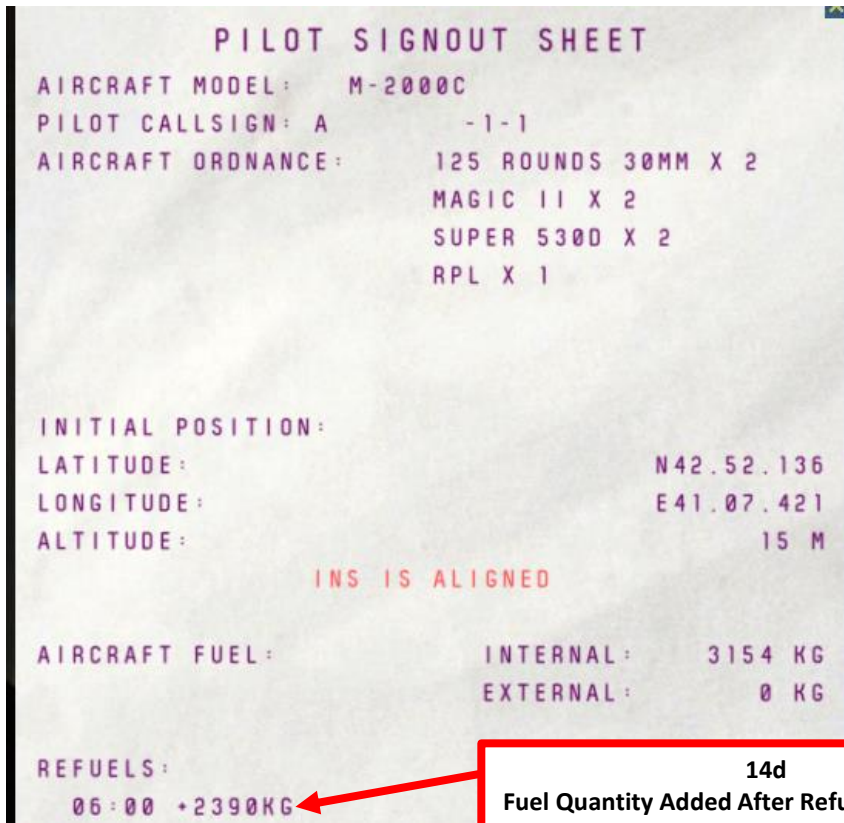 PILOT SIGNOUT SHEET
AIRCRAFT MODEL: M-2000C
PILOT CALLSIGN: A -1-1
AIRCRAFT ORDNANCE: 125 ROUNDS 30MM X 2
MAGIC II X 2
SUPER 530D X 2
RPL X 1
INITIAL POSITION:
LATITUDE: N42.52.136
LONGITUDE: E41.07.421
ALTITUDE: 15 M
INS IS ALIGNED
AIRCRAFT FUEL: INTERNAL: 3154 KG
EXTERNAL: 0 KG
REFUELS:
06:00 +2390KG
14d
Fuel Quantity Added After